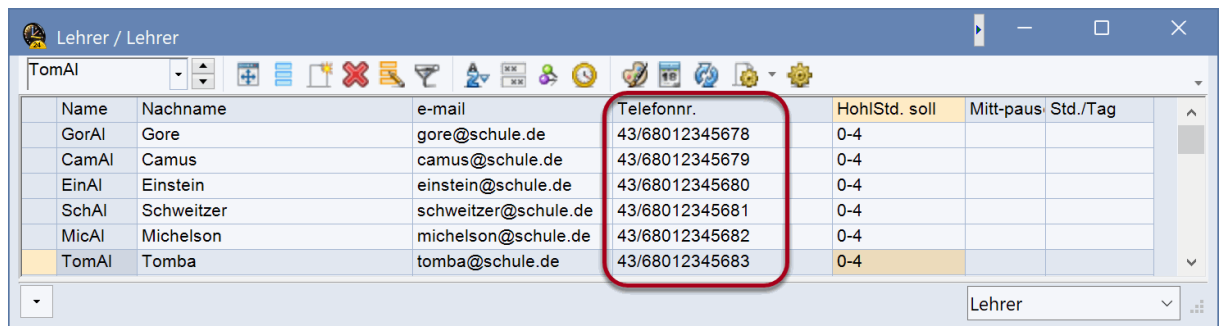 Lehrer / Lehrer
TomAl
Name Nachname e-mail Telefonnr. HohlStd. soll Mitt-paus Std./Tag
GorAl Gore gore@schule.de 43/68012345678 0-4
CamAl Camus camus@schule.de 43/68012345679 0-4
EinAl Einstein einstein@schule.de 43/68012345680 0-4
SchAl Schweitzer schweitzer@schule.de 43/68012345681 0-4
MicAl Michelson michelson@schule.de 43/68012345682 0-4
TomAl Tomba tomba@schule.de 43/68012345683 0-4
Lehrer